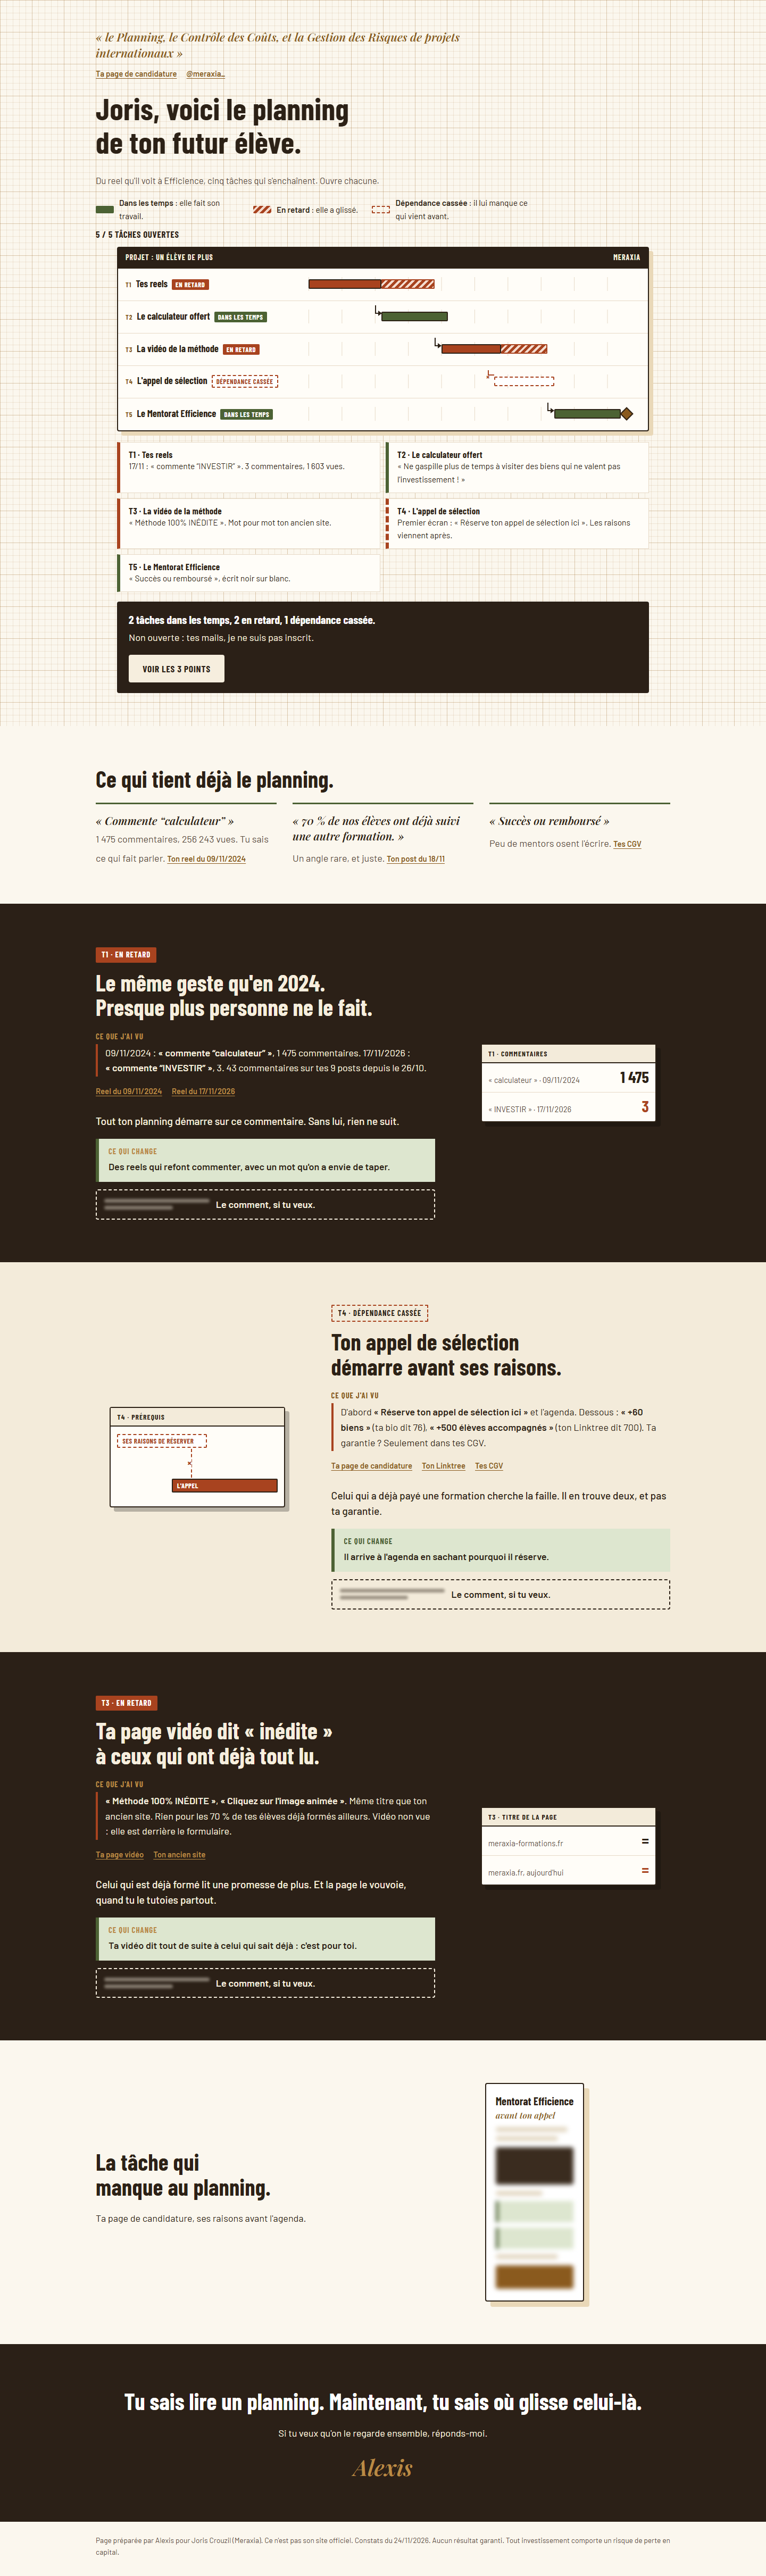 « le Planning, le Contrôle des Coûts, et la Gestion des Risques de projets
internationaux »
Ta page de candidature @meraxia_
Joris, voici le planning
de ton futur élève.
Du reel qu'il voit à Efficience, cinq tâches qui s'enchaînent. Ouvre chacune.
Dans les temps : elle fait son
travail.
En retard : elle a glissé.
Dépendance cassée : il lui manque ce
qui vient avant.
5 / 5 TÂCHES OUVERTES
PROJET : UN ÉLÈVE DE PLUS MERAXIA
T1 Tes reels EN RETARD
T2 Le calculateur offert DANS LES TEMPS
T3 La vidéo de la méthode EN RETARD
T4 L'appel de sélection DÉPENDANCE CASSÉE
T5 Le Mentorat Efficience DANS LES TEMPS
T1 · Tes reels
17/11 : « commente “INVESTIR” ». 3 commentaires, 1 603 vues.
T2 · Le calculateur offert
« Ne gaspille plus de temps à visiter des biens qui ne valent pas
l'investissement ! »
T3 · La vidéo de la méthode
« Méthode 100% INÉDITE ». Mot pour mot ton ancien site.
T4 · L'appel de sélection
Premier écran : « Réserve ton appel de sélection ici ». Les raisons
viennent après.
T5 · Le Mentorat Efficience
« Succès ou remboursé », écrit noir sur blanc.
2 tâches dans les temps, 2 en retard, 1 dépendance cassée.
Non ouverte : tes mails, je ne suis pas inscrit.
VOIR LES 3 POINTS
Ce qui tient déjà le planning.
« Commente “calculateur” »
1 475 commentaires, 256 243 vues. Tu sais
ce qui fait parler. Ton reel du 09/11/2024
« 70 % de nos élèves ont déjà suivi
une autre formation. »
Un angle rare, et juste. Ton post du 18/11
« Succès ou remboursé »
Peu de mentors osent l'écrire. Tes CGV
T1 · EN RETARD
Le même geste qu'en 2024.
Presque plus personne ne le fait.
CE QUE J'AI VU
09/11/2024 : « commente “calculateur” », 1 475 commentaires. 17/11/2026 :
« commente “INVESTIR” », 3. 43 commentaires sur tes 9 posts depuis le 26/10.
Reel du 09/11/2024 Reel du 17/11/2026
Tout ton planning démarre sur ce commentaire. Sans lui, rien ne suit.
CE QUI CHANGE
Des reels qui refont commenter, avec un mot qu'on a envie de taper.
Le comment, si tu veux.
T1 · COMMENTAIRES
« calculateur » · 09/11/2024 1 475
« INVESTIR » · 17/11/2026 3
T4 · DÉPENDANCE CASSÉE
Ton appel de sélection
démarre avant ses raisons.
CE QUE J'AI VU
D'abord « Réserve ton appel de sélection ici » et l'agenda. Dessous : « +60
biens » (ta bio dit 76), « +500 élèves accompagnés » (ton Linktree dit 700). Ta
garantie ? Seulement dans tes CGV.
Ta page de candidature Ton Linktree Tes CGV
Celui qui a déjà payé une formation cherche la faille. Il en trouve deux, et pas
ta garantie.
CE QUI CHANGE
Il arrive à l'agenda en sachant pourquoi il réserve.
Le comment, si tu veux.
T4 · PRÉREQUIS
SES RAISONS DE RÉSERVER
×
L'APPEL
T3 · EN RETARD
Ta page vidéo dit « inédite »
à ceux qui ont déjà tout lu.
CE QUE J'AI VU
« Méthode 100% INÉDITE », « Cliquez sur l'image animée ». Même titre que ton
ancien site. Rien pour les 70 % de tes élèves déjà formés ailleurs. Vidéo non vue
: elle est derrière le formulaire.
Ta page vidéo Ton ancien site
Celui qui est déjà formé lit une promesse de plus. Et la page le vouvoie,
quand tu le tutoies partout.
CE QUI CHANGE
Ta vidéo dit tout de suite à celui qui sait déjà : c'est pour toi.
Le comment, si tu veux.
T3 · TITRE DE LA PAGE
meraxia-formations.fr =
meraxia.fr, aujourd'hui =
La tâche qui
manque au planning.
Ta page de candidature, ses raisons avant l'agenda.
Mentorat Efficience
avant ton appel
Tu sais lire un planning. Maintenant, tu sais où glisse celui-là.
Si tu veux qu'on le regarde ensemble, réponds-moi.
Alexis
Page préparée par Alexis pour Joris Crouzil (Meraxia). Ce n'est pas son site officiel. Constats du 24/11/2026. Aucun résultat garanti. Tout investissement comporte un risque de perte en
capital.